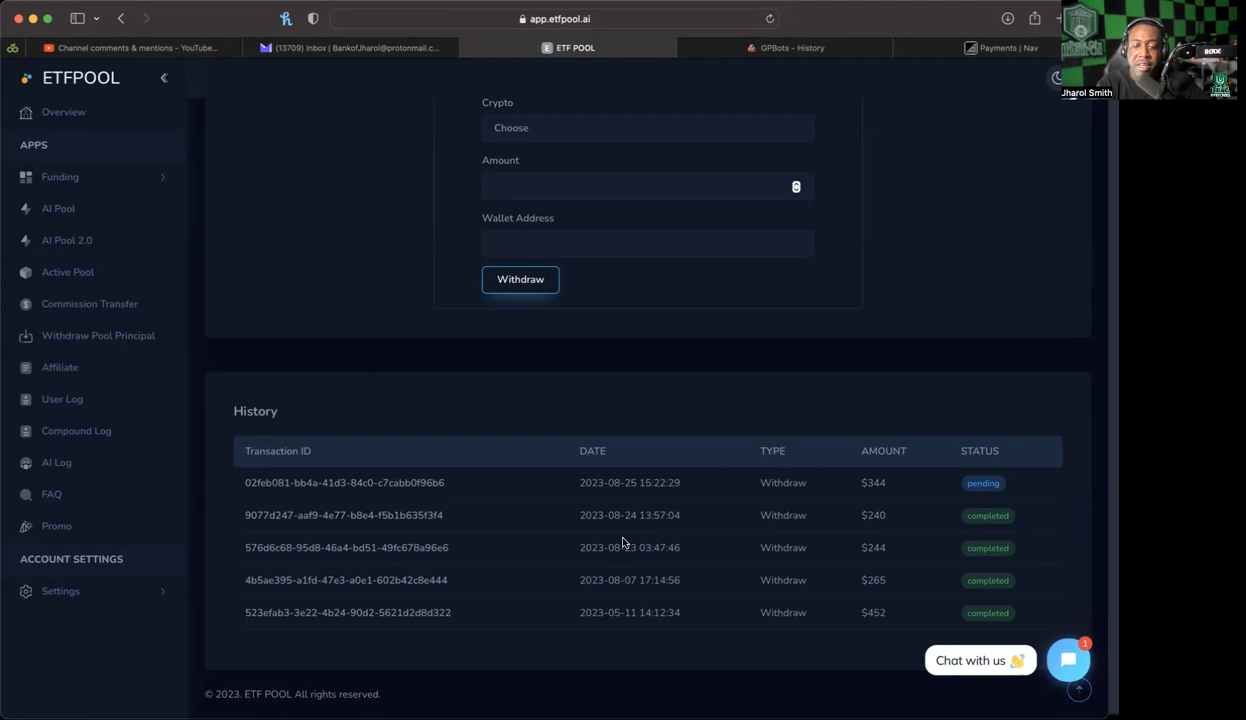 app.etfpool.ai
Channel comments & mentions - YouTube...
(13709) Inbox | Bankof.Jharol@protonmail.c...
ETF POOL
GPBots - History
Payments | Nav
RØDE
Jharol Smith
ETFPOOL
Overview
APPS
Funding
AI Pool
AI Pool 2.0
Active Pool
Commission Transfer
Withdraw Pool Principal
Affiliate
User Log
Compound Log
AI Log
FAQ
Promo
ACCOUNT SETTINGS
Settings
Crypto
Choose
Amount
Wallet Address
Withdraw
History
Transaction ID DATE TYPE AMOUNT STATUS
02feb081-bb4a-41d3-84c0-c7cabb0f96b6 2023-08-25 15:22:29 Withdraw $344 pending
9077d247-aaf9-4e77-b8e4-f5b1b635f3f4 2023-08-24 13:57:04 Withdraw $240 completed
576d6c68-95d8-46a4-bd51-49fc678a96e6 03:47:46 Withdraw $244 completed
4b5ae395-a1fd-47e3-a0e1-602b42c8e444 2023-08-07 17:14:56 Withdraw $265 completed
523efab3-3e22-4b24-90d2-5621d2d8d322 2023-05-11 14:12:34 Withdraw $452 completed
Chat with us
1
© 2023. ETF POOL All rights reserved.